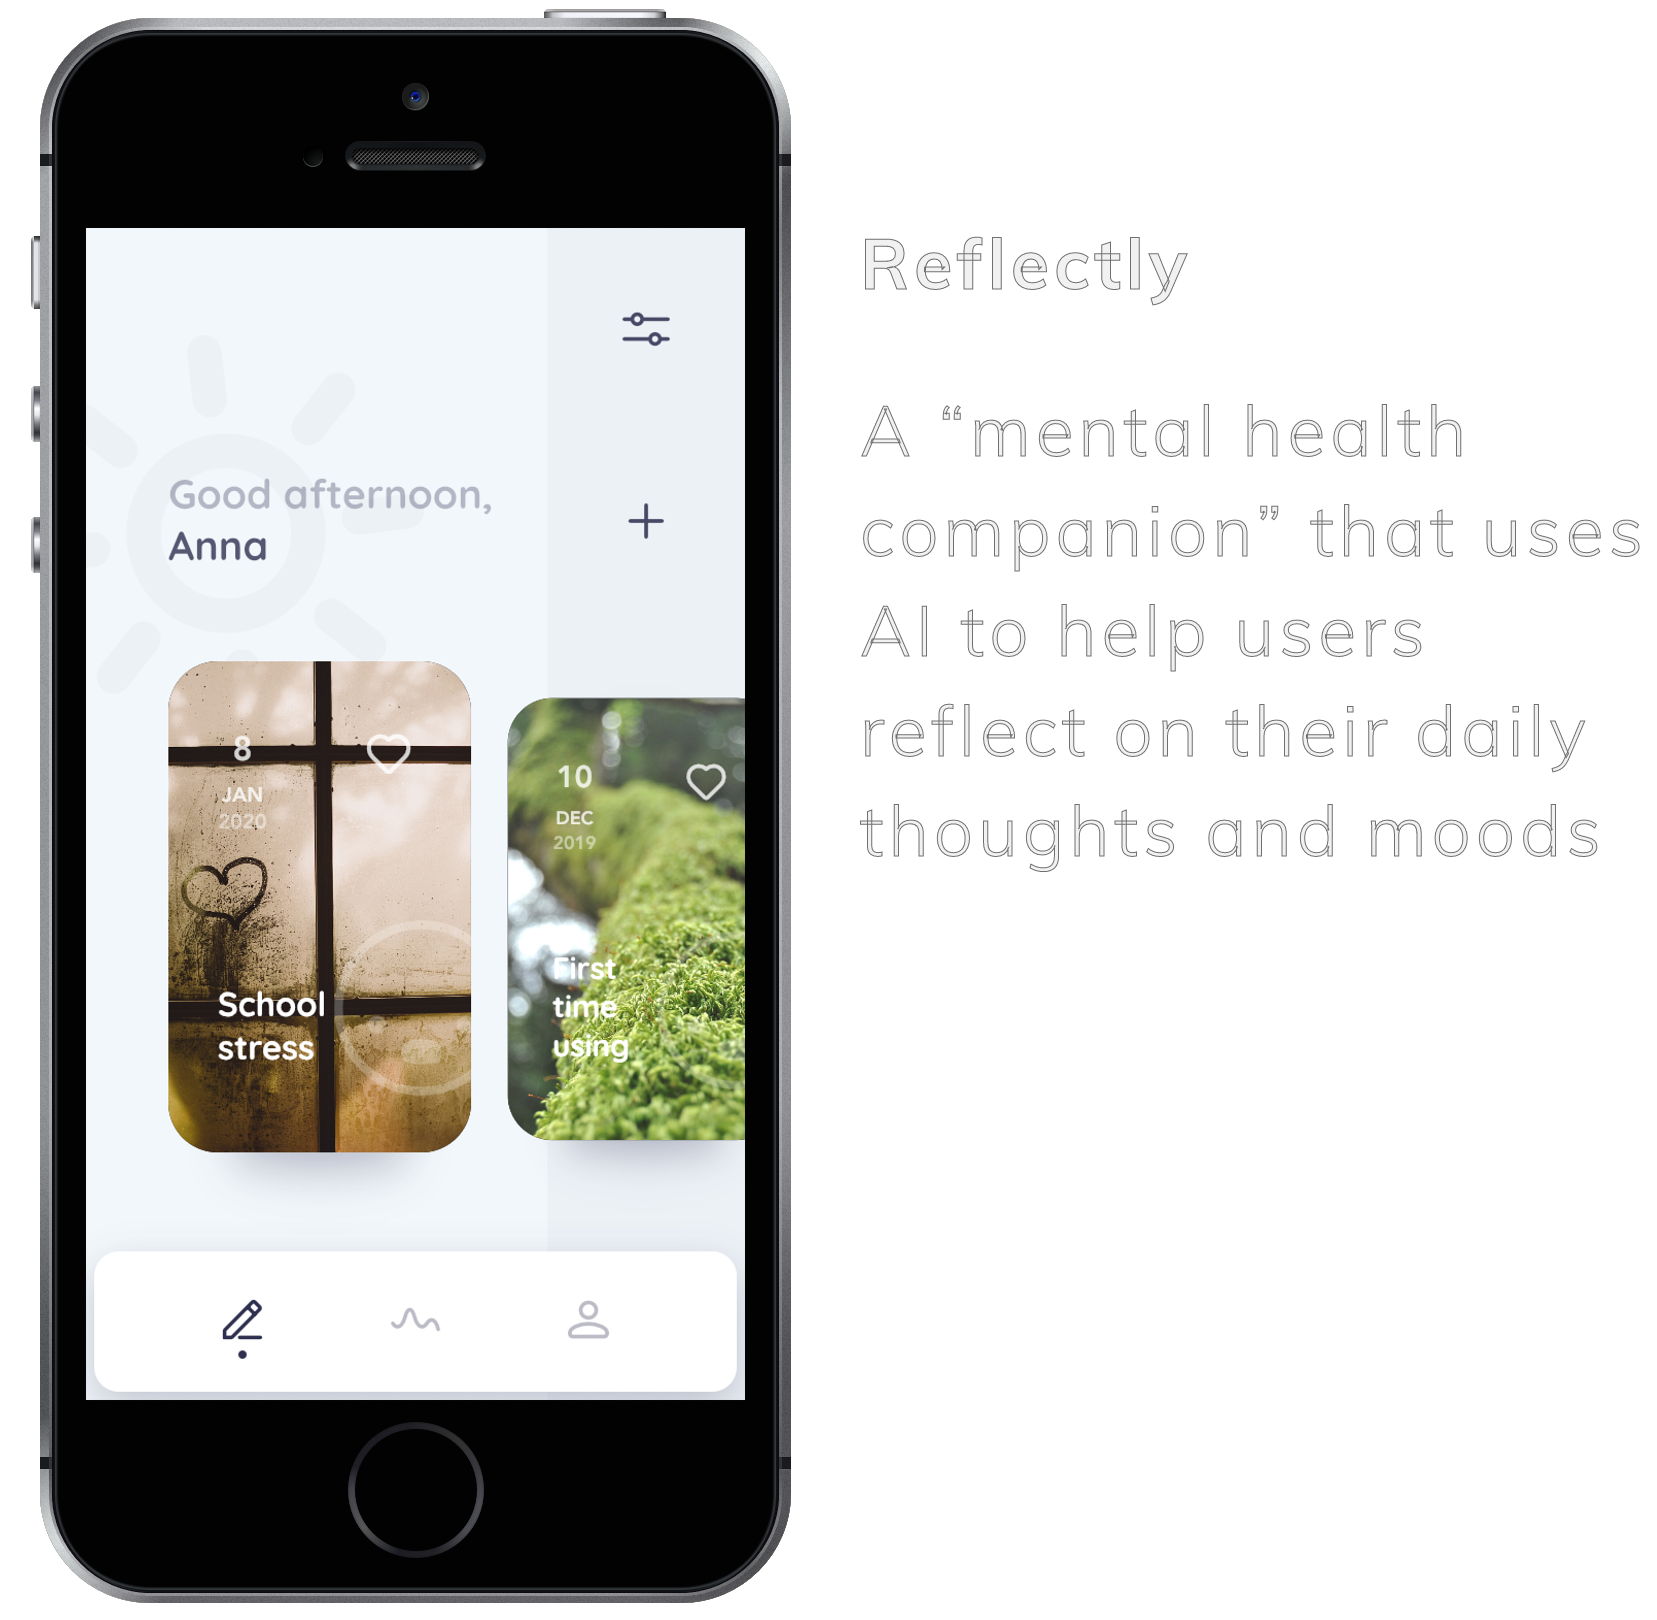 Good afternoon,
Anna
8
JAN
2020
School
stress
10
DEC
2019
First
time
using
Reflectly
A “mental health
companion” that uses
AI to help users
reflect on their daily
thoughts and moods